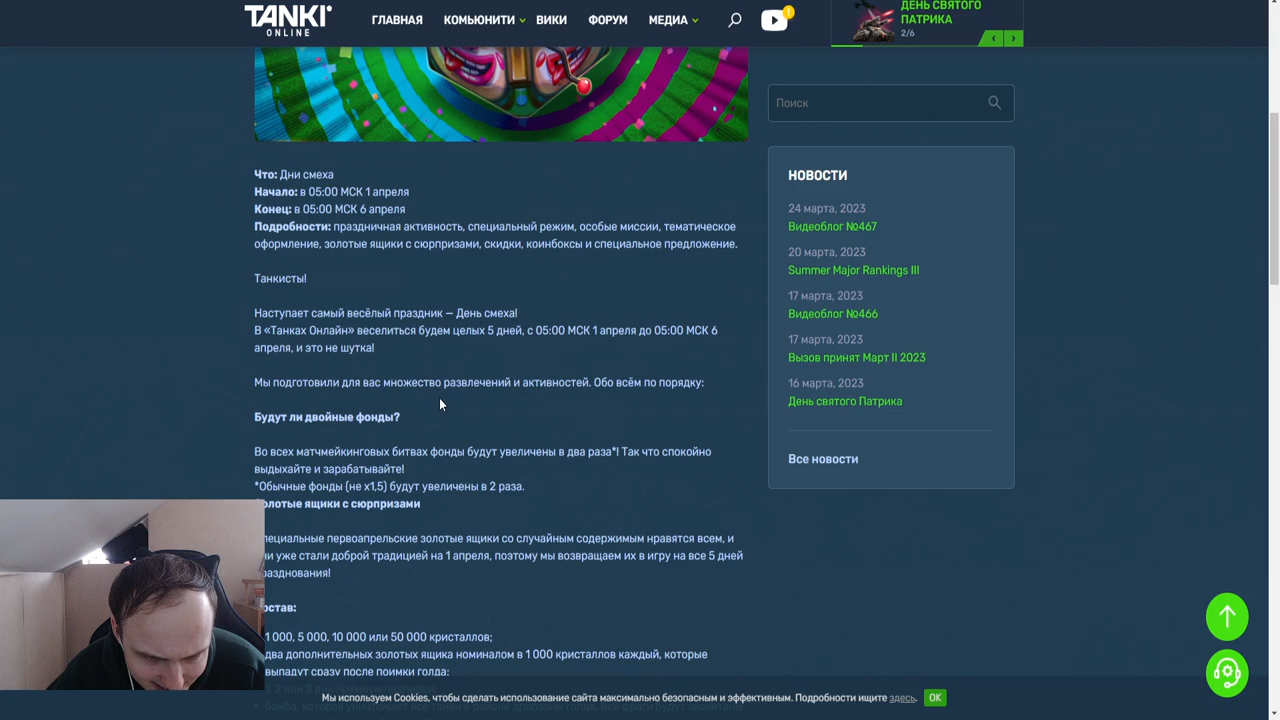 TANKI
ONLINE
ГЛАВНАЯ
КОМЬЮНИТИ
ВИКИ
ФОРУМ
МЕДИА
!
ДЕНЬ СВЯТОГО
ПАТРИКА
2/6
Что: Дни смеха
Начало: в 05:00 МСК 1 апреля
Конец: в 05:00 МСК 6 апреля
Подробности: праздничная активность, специальный режим, особые миссии, тематическое
оформление, золотые ящики с сюрпризами, скидки, коинбоксы и специальное предложение.
Танкисты!
Наступает самый весёлый праздник — День смеха!
В «Танках Онлайн» веселиться будем целых 5 дней, с 05:00 МСК 1 апреля до 05:00 МСК 6
апреля, и это не шутка!
Мы подготовили для вас множество развлечений и активностей. Обо всём по порядку:
Будут ли двойные фонды?
Во всех матчмейкинговых битвах фонды будут увеличены в два раза*! Так что спокойно
выдыхайте и зарабатывайте!
*Обычные фонды (не х1,5) будут увеличены в 2 раза.
олотые ящики с сюрпризами
пециальные первоапрельские золотые ящики со случайным содержимым нравятся всем, и
ни уже стали доброй традицией на 1 апреля, поэтому мы возвращаем их в игру на все 5 дней
разднования!
остав:
1 000, 5 000, 10 000 или 50 000 кристаллов;
два дополнительных золотых ящика номиналом в 1 000 кристаллов каждый, которые
выпадут сразу после поимки голда;
Поиск
НОВОСТИ
24 марта, 2023
Видеоблог №467
20 марта, 2023
Summer Major Rankings III
17 марта, 2023
Видеоблог №466
17 марта, 2023
Вызов принят Март II 2023
16 марта, 2023
День святого Патрика
Все новости
Мы используем Cookies, чтобы сделать использование сайта максимально безопасным и эффективным. Подробности ищите здесь.
OK